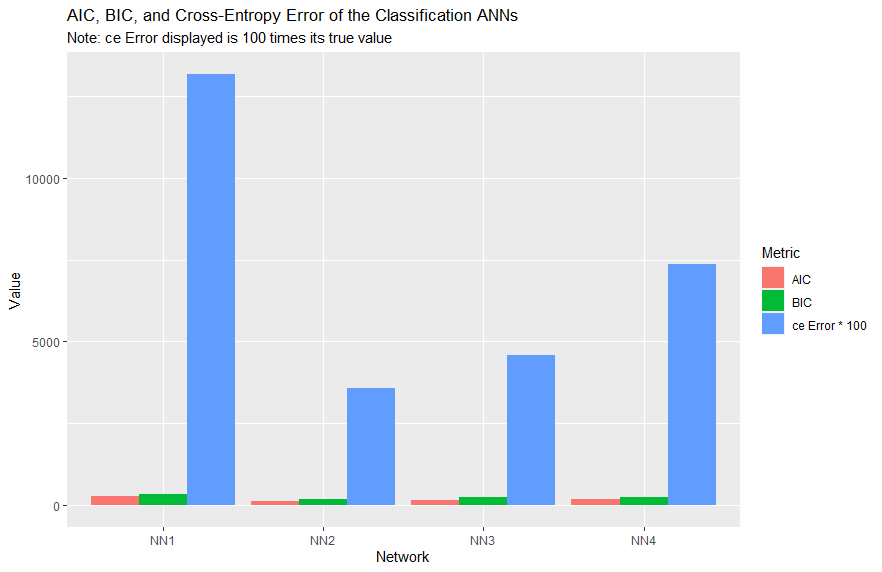 AIC, BIC, and Cross-Entropy Error of the Classification ANNs
Note: ce Error displayed is 100 times its true value
10000
5000
0
Value
NN1
NN2
NN3
NN4
Network
Metric
AIC
BIC
ce Error * 100